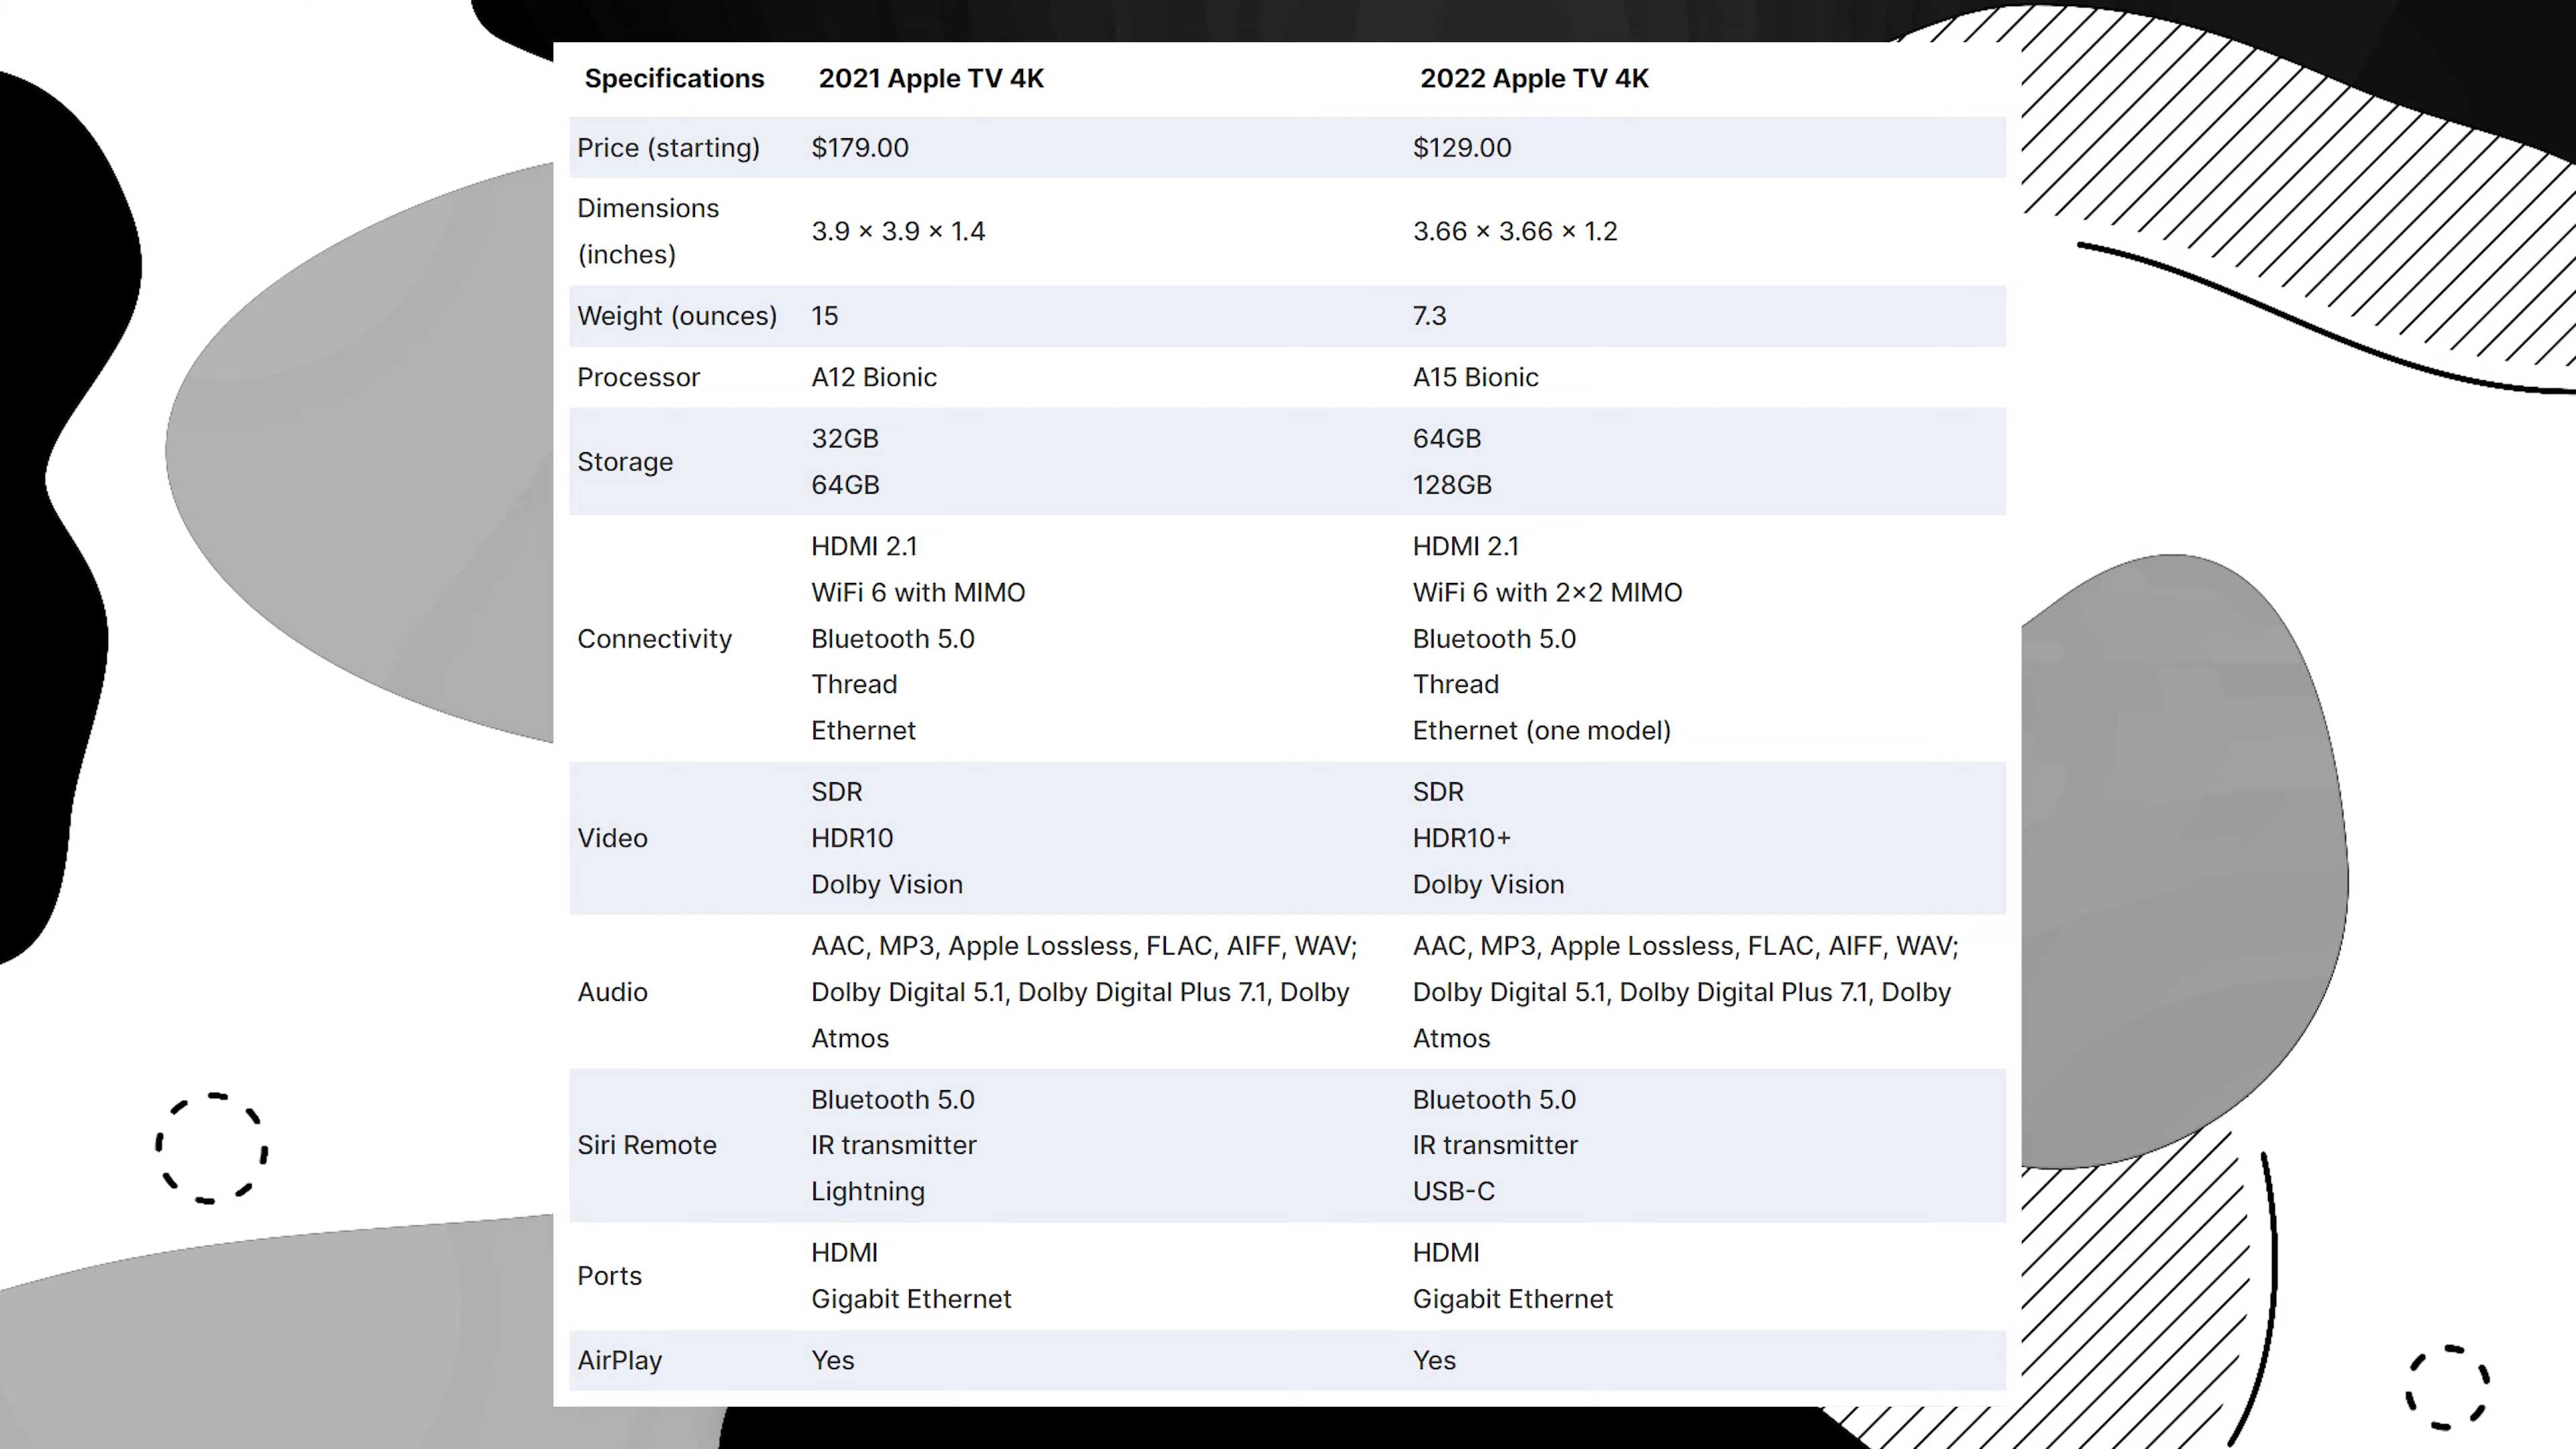 Specifications 2021 Apple TV 4K 2022 Apple TV 4K
Price (starting) $179.00 $129.00
Dimensions
(inches) 3.9 × 3.9 × 1.4 3.66 × 3.66 × 1.2
Weight (ounces) 15 7.3
Processor A12 Bionic A15 Bionic
Storage
32GB 64GB
64GB 128GB
Connectivity
HDMI 2.1 HDMI 2.1
WiFi 6 with MIMO WiFi 6 with 2×2 MIMO
Bluetooth 5.0 Bluetooth 5.0
Thread Thread
Ethernet Ethernet (one model)
Video
SDR SDR
HDR10 HDR10+
Dolby Vision Dolby Vision
Audio
AAC, MP3, Apple Lossless, FLAC, AIFF, WAV; AAC, MP3, Apple Lossless, FLAC, AIFF, WAV;
Dolby Digital 5.1, Dolby Digital Plus 7.1, Dolby Dolby Digital 5.1, Dolby Digital Plus 7.1, Dolby
Atmos Atmos
Siri Remote
Bluetooth 5.0 Bluetooth 5.0
IR transmitter IR transmitter
Lightning USB-C
Ports
HDMI HDMI
Gigabit Ethernet Gigabit Ethernet
AirPlay Yes Yes